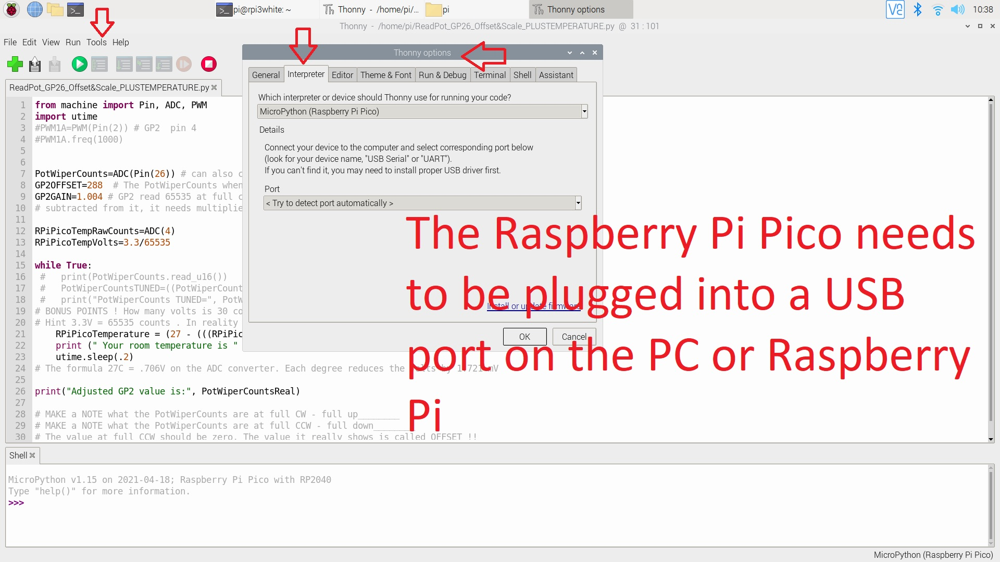 pi@rpi3white: ~
Thonny - /home/pi/...
pi
Thonny options
10:38
Thonny - /home/pi/ReadPot_GP26_Offset&Scale_PLUSTEMPERATURE.py @ 31 : 101
File Edit View Run Tools Help
Thonny options
General Interpreter Editor Theme & Font Run & Debug Terminal Shell Assistant
Which interpreter or device should Thonny use for running your code?
MicroPython (Raspberry Pi Pico)
Details
Connect your device to the computer and select corresponding port below
(look for your device name, "USB Serial" or "UART").
If you can't find it, you may need to install proper USB driver first.
Port
< Try to detect port automatically >
Install or update firmware
OK Cancel
The Raspberry Pi Pico needs
to be plugged into a USB
port on the PC or Raspberry
Pi
ReadPot_GP26_Offset&Scale_PLUSTEMPERATURE.py
1 from machine import Pin, ADC, PWM
2 import utime
3 #PWM1A=PWM(Pin(2)) # GP2  pin 4
4 #PWM1A.freq(1000)
5
6
7 PotWiperCounts=ADC(Pin(26)) # can also
8 GP2OFFSET=288  # The PotWiperCounts when
9 GP2GAIN=1.004 # GP2 read 65535 at full
10 # subtracted from it, it needs multiplie
11
12 RPiPicoTempRawCounts=ADC(4)
13 RPiPicoTempVolts=3.3/65535
14
15 while True:
16 #   print(PotWiperCounts.read_u16())
17 #   PotWiperCountsTUNED=((PotWiperCount
18 #   print("PotWiperCounts TUNED=", PotW
19 # BONUS POINTS ! How many volts is 30 co
20 # Hint 3.3V = 65535 counts . In reality
21 RPiPicoTemperature = (27 - (((RPiPic
22 print (" Your room temperature is "
23 utime.sleep(.2)
24 # The formula 27C = .706V on the ADC converter. Each degree reduces the volts by 1.721 mV
25
26 print("Adjusted GP2 value is:", PotWiperCountsReal)
27
28 # MAKE a NOTE what the PotWiperCounts are at full CW - full up________
29 # MAKE a NOTE what the PotWiperCounts are at full CCW - full down________
30 # The value at full CCW should be zero. The value it really shows is called OFFSET !!
Shell
MicroPython v1.15 on 2021-04-18; Raspberry Pi Pico with RP2040
Type "help()" for more information.
>>>
MicroPython (Raspberry Pi Pico)